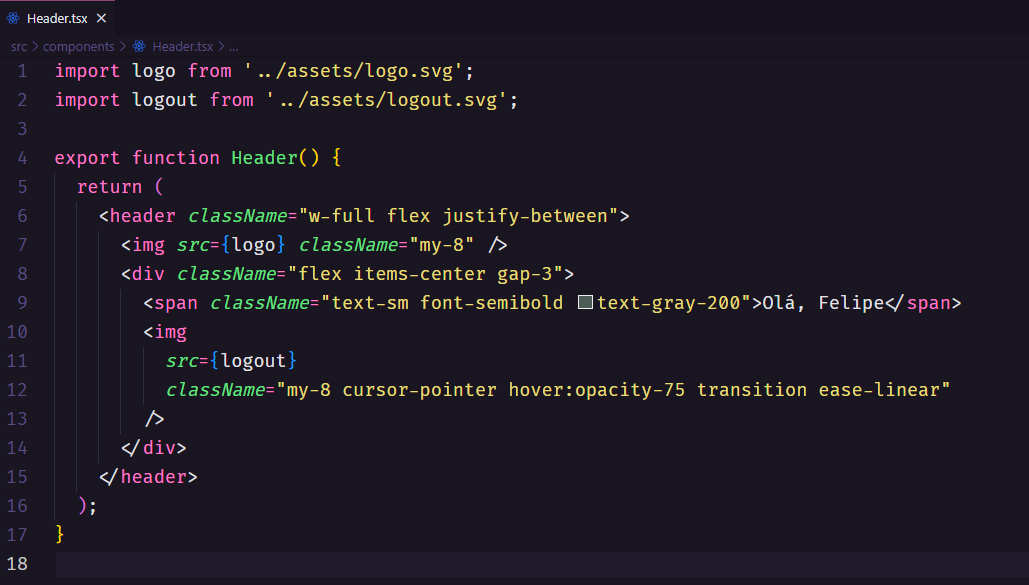 Header.tsx ×
src > components > Header.tsx > ...
1 import logo from '../assets/logo.svg';
2 import logout from '../assets/logout.svg';
3
4 export function Header() {
5   return (
6     <header className="w-full flex justify-between">
7       <img src={logo} className="my-8" />
8       <div className="flex items-center gap-3">
9         <span className="text-sm font-semibold text-gray-200">Olá, Felipe</span>
10         <img
11           src={logout}
12           className="my-8 cursor-pointer hover:opacity-75 transition ease-linear"
13         />
14       </div>
15     </header>
16   );
17 }
18